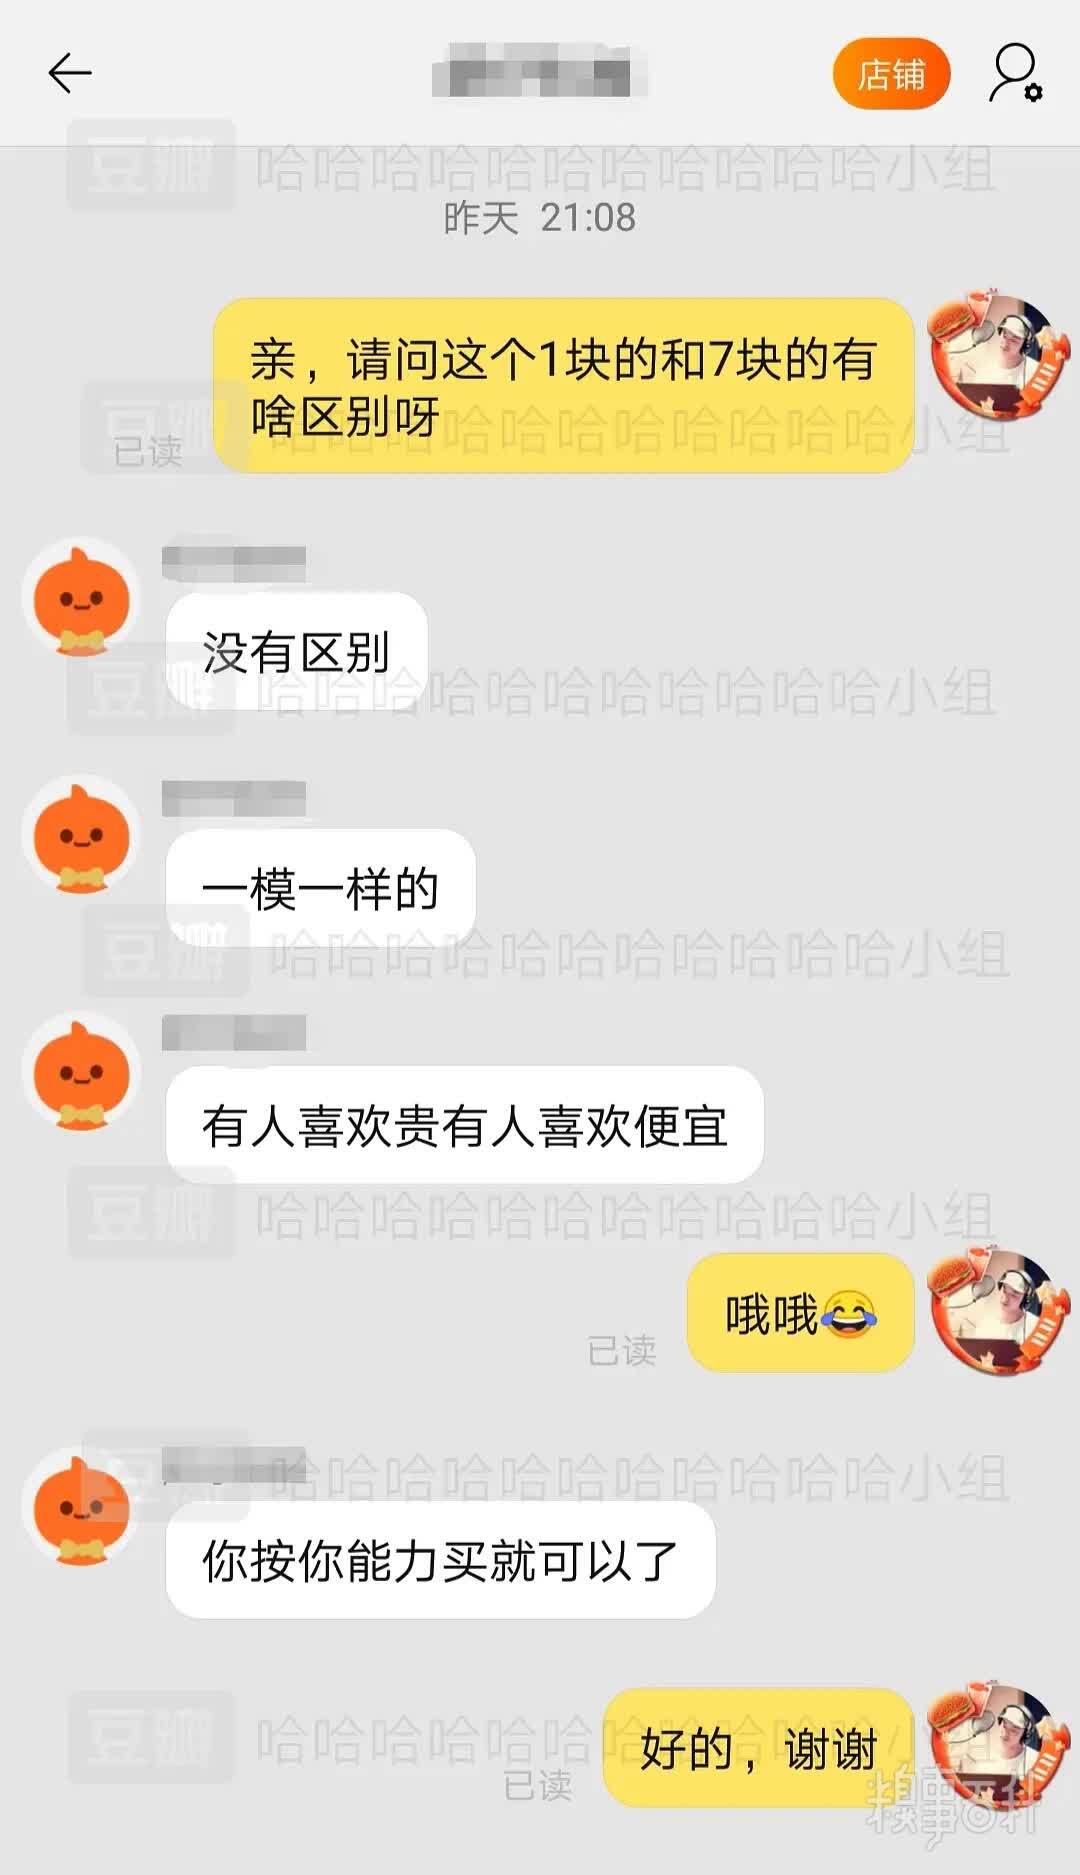 店铺
豆瓣 哈哈哈哈哈哈哈哈哈哈哈小组
昨天 21:08
亲，请问这个1块的和7块的有
啥区别呀
已读
豆瓣 哈哈哈哈哈哈哈哈哈哈哈小组
没有区别
豆瓣 哈哈哈哈哈哈哈哈哈哈哈小组
一模一样的
豆瓣 哈哈哈哈哈哈哈哈哈哈哈小组
有人喜欢贵有人喜欢便宜
豆瓣 哈哈哈哈哈哈哈哈哈哈哈小组
哦哦😂
已读
豆瓣 哈哈哈哈哈哈哈哈哈哈哈小组
你按你能力买就可以了
豆瓣 哈哈哈哈哈哈哈哈哈哈哈小组
好的，谢谢
已读
糗事百科